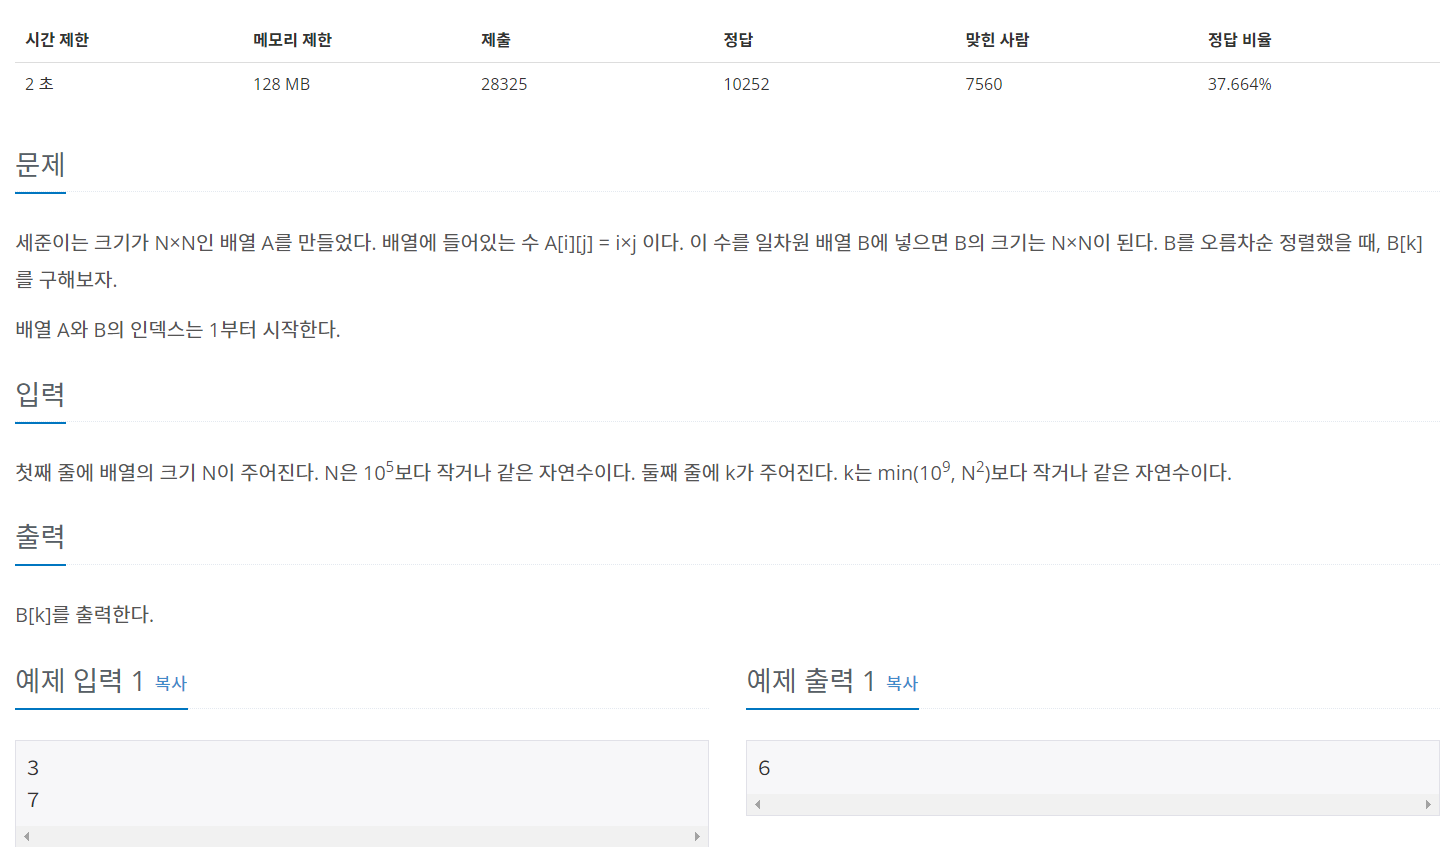 시간 제한 메모리 제한 제출 정답 맞힌 사람 정답 비율
2 초 128 MB 28325 10252 7560 37.664%
문제
세준이는 크기가 N×N인 배열 A를 만들었다. 배열에 들어있는 수 A[i][j] = i×j 이다. 이 수를 일차원 배열 B에 넣으면 B의 크기는 N×N이 된다. B를 오름차순 정렬했을 때, B[k]
를 구해보자.
배열 A와 B의 인덱스는 1부터 시작한다.
입력
첫째 줄에 배열의 크기 N이 주어진다. N은 10⁵보다 작거나 같은 자연수이다. 둘째 줄에 k가 주어진다. k는 min(10⁹, N²)보다 작거나 같은 자연수이다.
출력
B[k]를 출력한다.
예제 입력 1 복사
3
7
예제 출력 1 복사
6